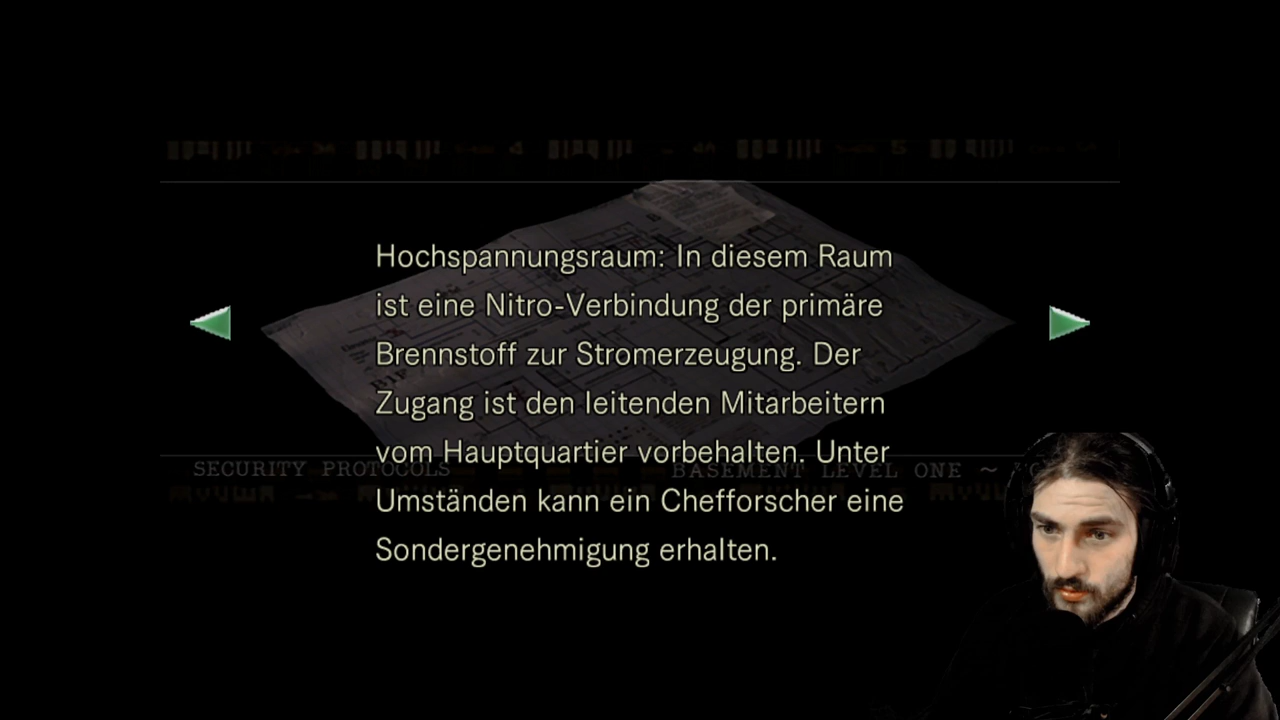 Hochspannungsraum: In diesem Raum
ist eine Nitro-Verbindung der primäre
Brennstoff zur Stromerzeugung. Der
Zugang ist den leitenden Mitarbeitern
vom Hauptquartier vorbehalten. Unter
SECURITY PROTOCOLS BASEMENT LEVEL ONE ~
Umständen kann ein Chefforscher eine
Sondergenehmigung erhalten.